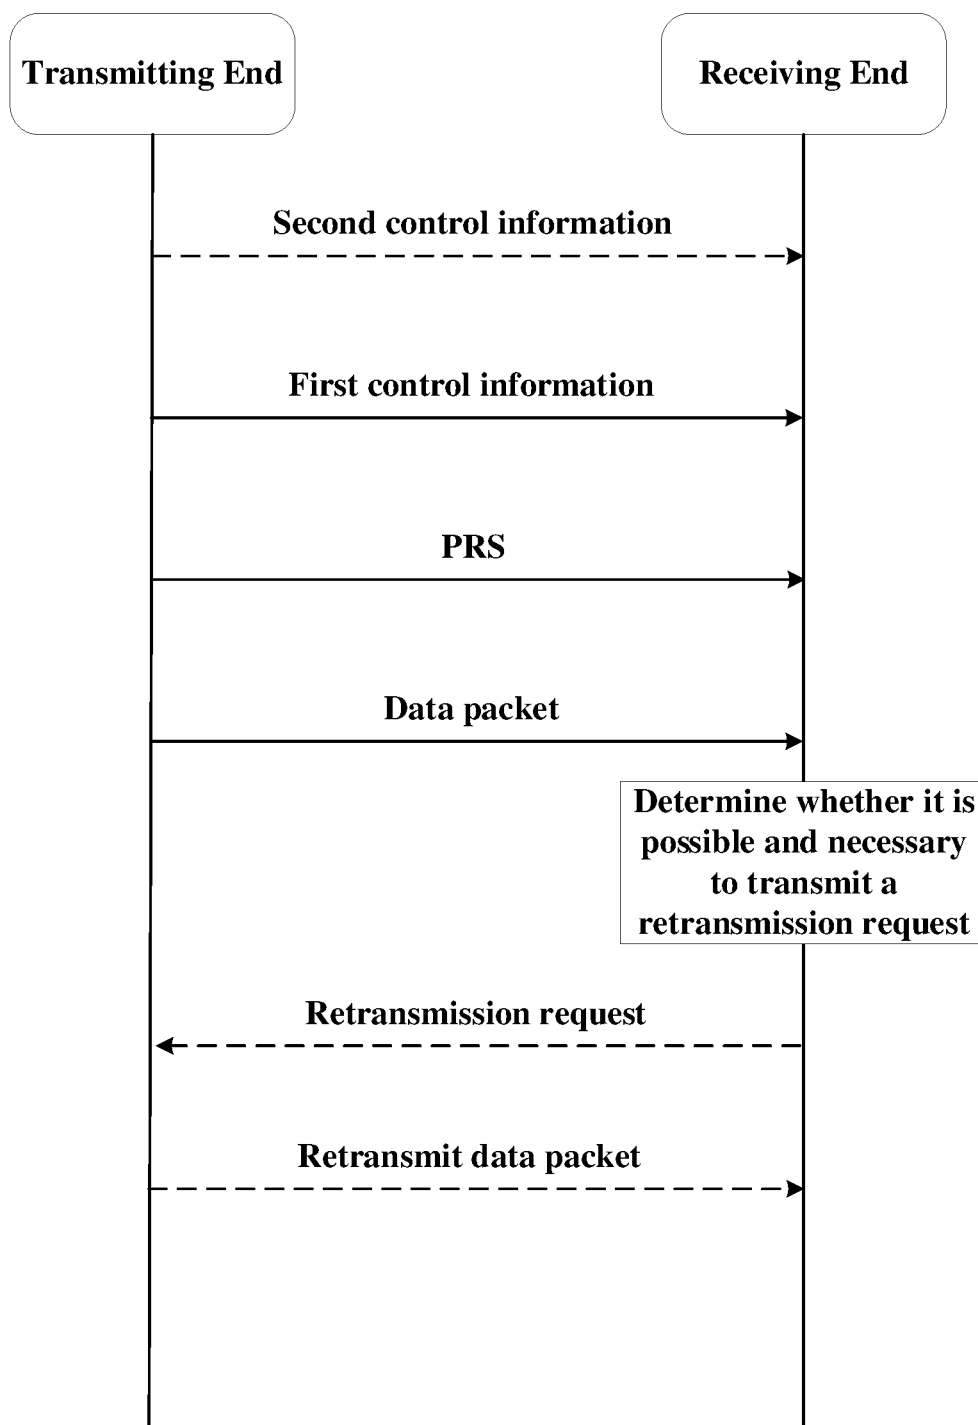 Transmitting End
Receiving End
Second control information
First control information
PRS
Data packet
Determine whether it is
possible and necessary
to transmit a
retransmission request
Retransmission request
Retransmit data packet